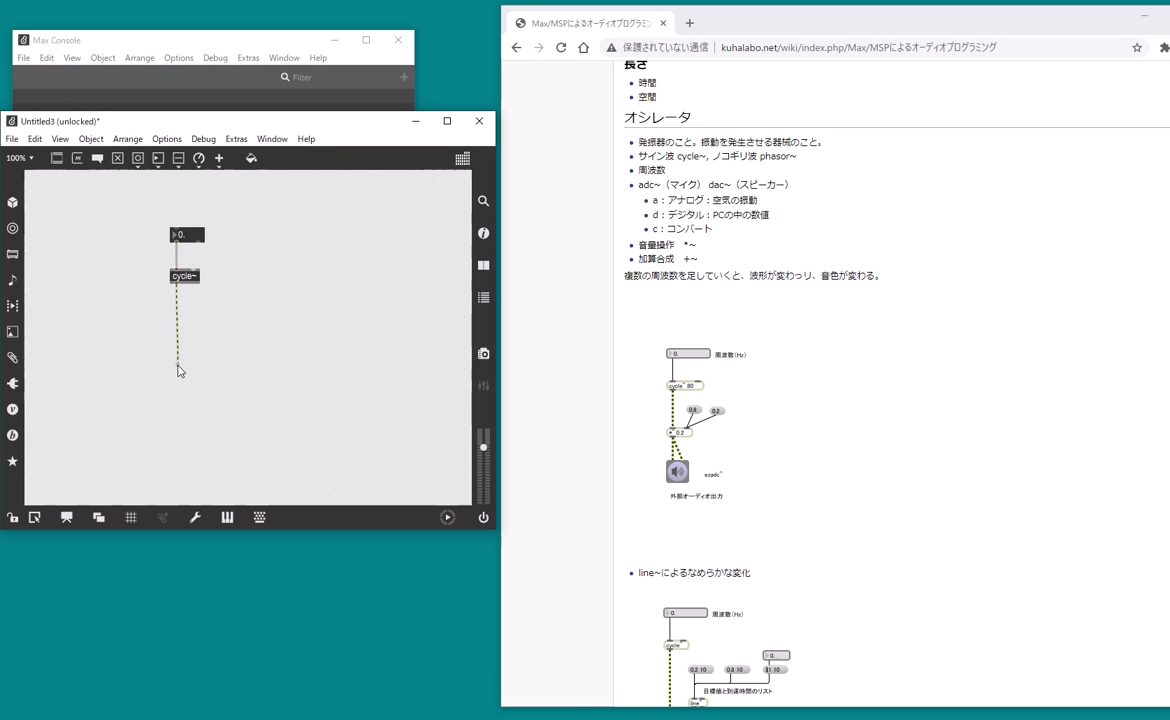 Max Console
File Edit View Object Arrange Options Debug Extras Window Help
Filter
Untitled3 (unlocked)*
File Edit View Object Arrange Options Debug Extras Window Help
100%
0.
cycle~
Max/MSPによるオーディオプログラミン
保護されていない通信 | kuhalabo.net/wiki/index.php/Max/MSPによるオーディオプログラミング
長さ
時間
空間
オシレータ
発振器のこと。振動を発生させる器械のこと。
サイン波 cycle~, ノコギリ波 phasor~
周波数
adc~（マイク） dac~（スピーカー）
a：アナログ：空気の振動
d：デジタル：PCの中の数値
c：コンバート
音量操作　*~
加算合成　+~
複数の周波数を足していくと、波形が変わっり、音色が変わる。
0. 周波数(Hz)
cycle~ 80
0.8 0.2
*~ 0.2
ezadc~
外部オーディオ出力
line~によるなめらかな変化
0. 周波数(Hz)
cycle~
0.
0.2 10 0.8 10 $1 10
目標値と到達時間のリスト
line~